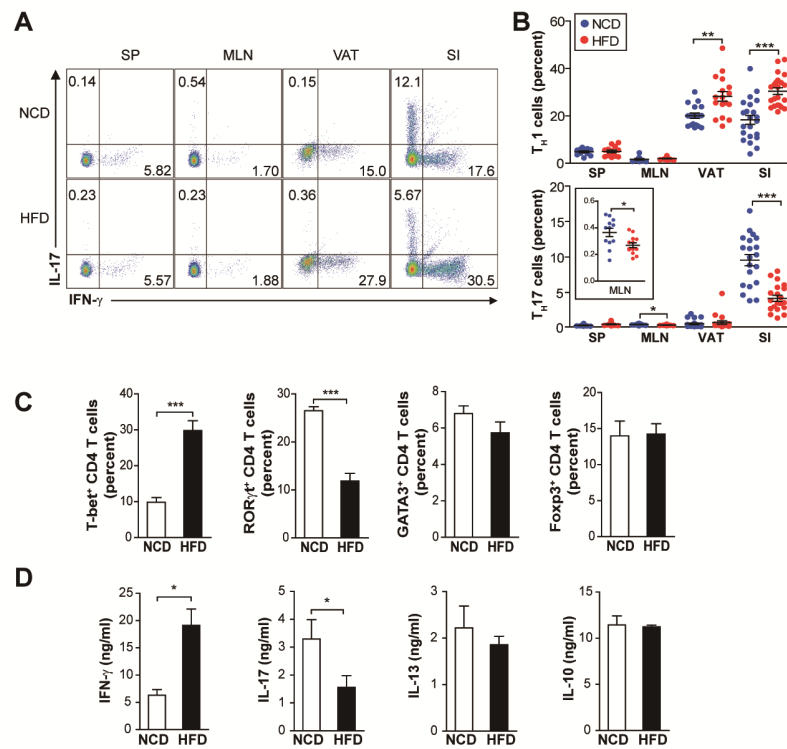 A
SP MLN VAT SI
NCD
0.14 0.54 0.15 12.1
5.82 1.70 15.0 17.6
HFD
0.23 0.23 0.36 5.67
5.57 1.88 27.9 30.5
IL-17
IFN-γ
B
NCD
HFD
** ***
TH1 cells (percent)
60
40
20
0
SP MLN VAT SI
TH17 cells (percent)
20
15
10
5
0
0.6
0.4
0.2
0.0
*
MLN
*
***
SP MLN VAT SI
C
T-bet+ CD4 T cells
(percent)
40
30
20
10
0
***
NCD HFD
RORγt+ CD4 T cells
(percent)
30
20
10
0
***
NCD HFD
GATA3+ CD4 T cells
(percent)
8
6
4
2
0
NCD HFD
Foxp3+ CD4 T cells
(percent)
20
15
10
5
0
NCD HFD
D
IFN-γ (ng/ml)
25
20
15
10
5
0
*
NCD HFD
IL-17 (ng/ml)
5
4
3
2
1
0
*
NCD HFD
IL-13 (ng/ml)
3
2
1
0
NCD HFD
IL-10 (ng/ml)
15
10
5
0
NCD HFD